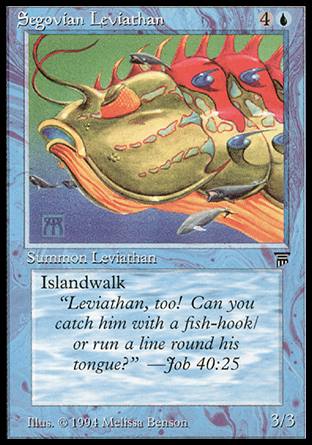 Segovian Leviathan 4
Summon Leviathan
Islandwalk
“Leviathan, too! Can you
catch him with a fish-hook/
or run a line round his
tongue?” —Job 40:25
Illus. © 1994 Melissa Benson 3/3